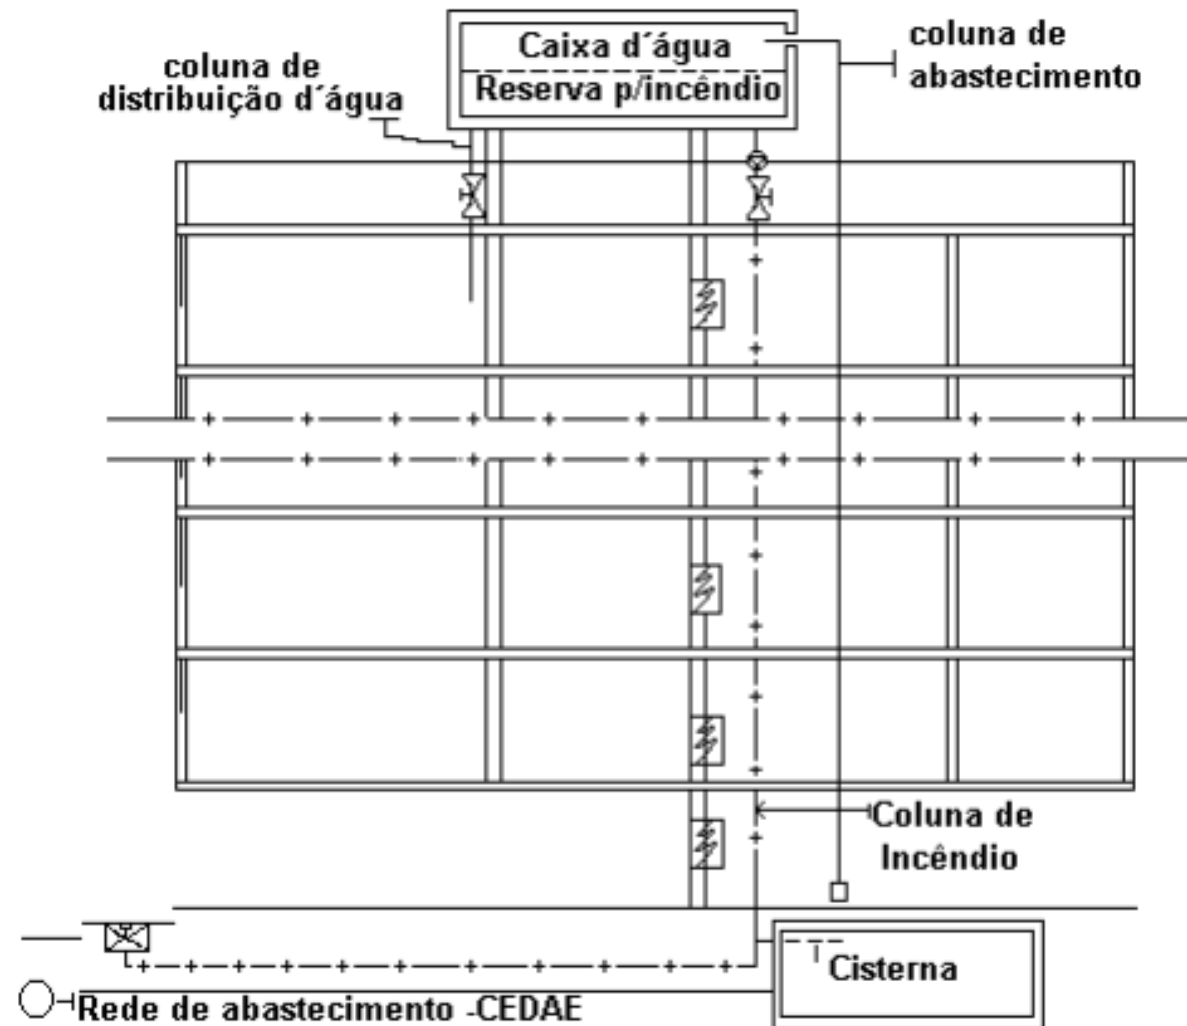 Caixa d´água
Reserva p/incêndio
coluna de
distribuição d´água
coluna de
abastecimento
Coluna de
Incêndio
Cisterna
Rede de abastecimento -CEDAE